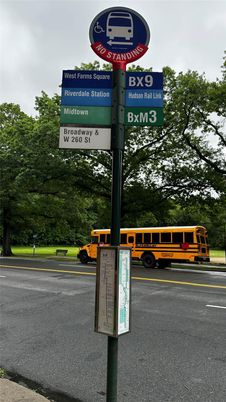 NO STANDING
West Farms Square
Bx9
Riverdale Station
Hudson Rail Link
Midtown
BxM3
Broadway &
W 260 St